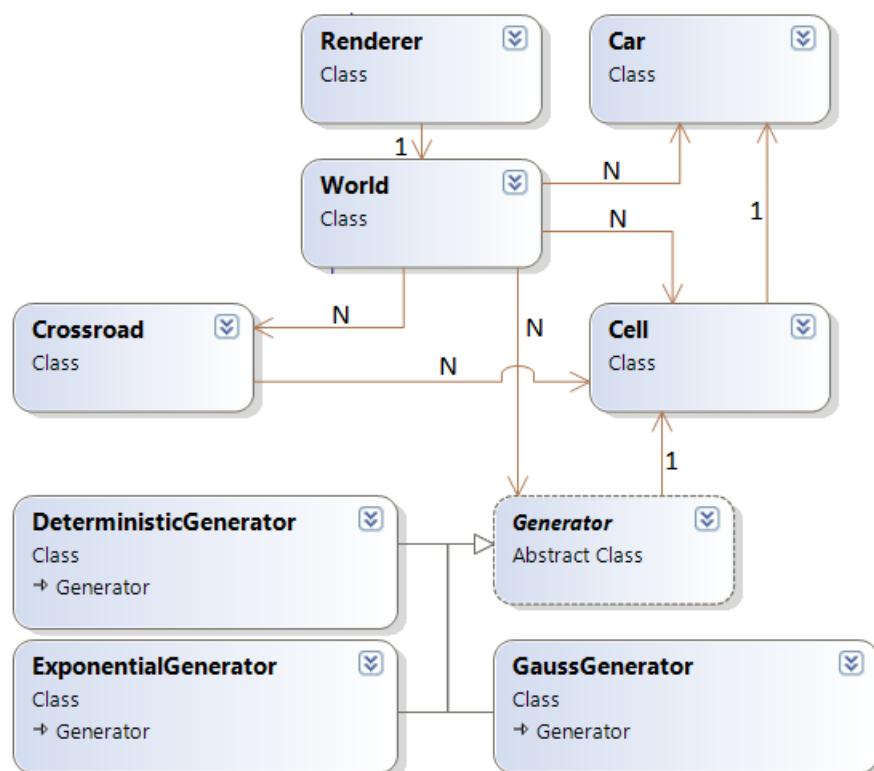 Renderer
Class
Car
Class
1
World
Class
N
N
1
Crossroad
Class
N
N
Cell
Class
N
1
DeterministicGenerator
Class
Generator
Generator
Abstract Class
ExponentialGenerator
Class
Generator
GaussGenerator
Class
Generator